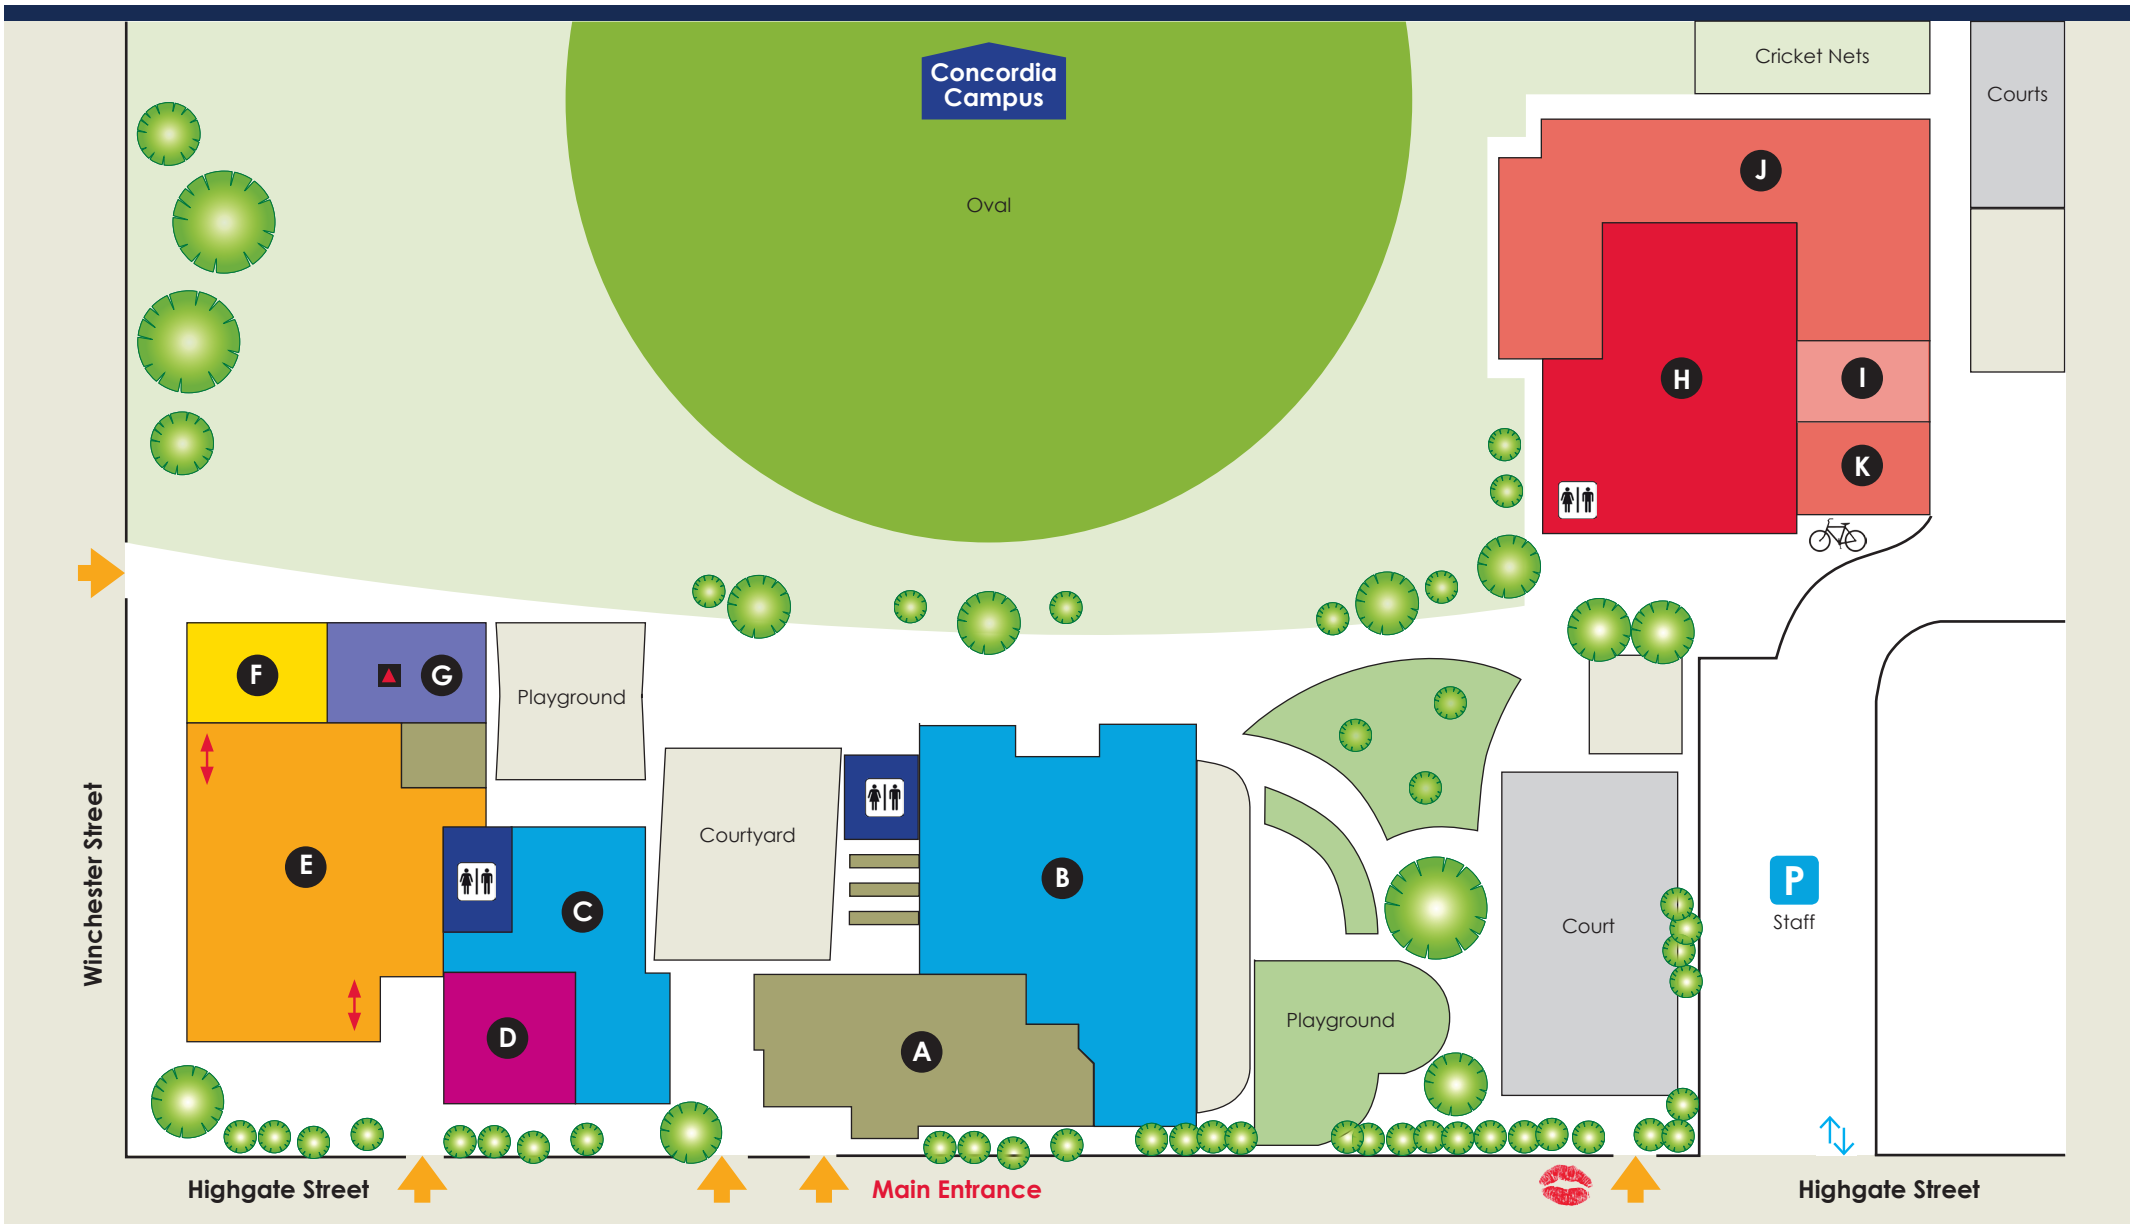 Concordia
Campus
Oval
Cricket Nets
Courts
J
H
I
K
F
G
Playground
Courtyard
E
C
B
D
A
Playground
Court
P
Staff
Winchester Street
Highgate Street
Main Entrance
Highgate Street